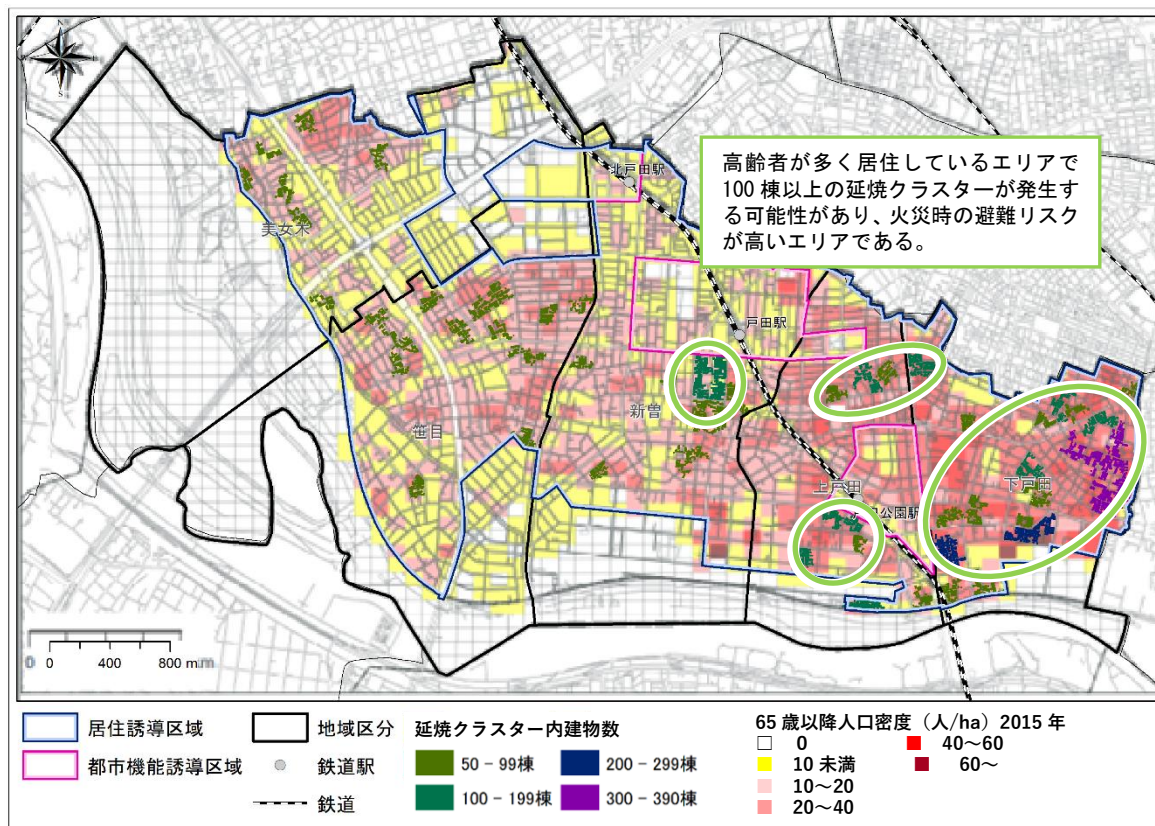 高齢者が多く居住しているエリアで
100 棟以上の延焼クラスターが発生す
る可能性があり、火災時の避難リスク
が高いエリアである。
北戸田駅
美女木
戸田駅
新曽
笹目
上戸田
下戸田
公園駅
0 400 800 m
居住誘導区域
都市機能誘導区域
地域区分
鉄道駅
鉄道
延焼クラスター内建物数
50 - 99棟
100 - 199棟
200 - 299棟
300 - 390棟
65 歳以降人口密度（人/ha）2015 年
0
10 未満
10～20
20～40
40～60
60～